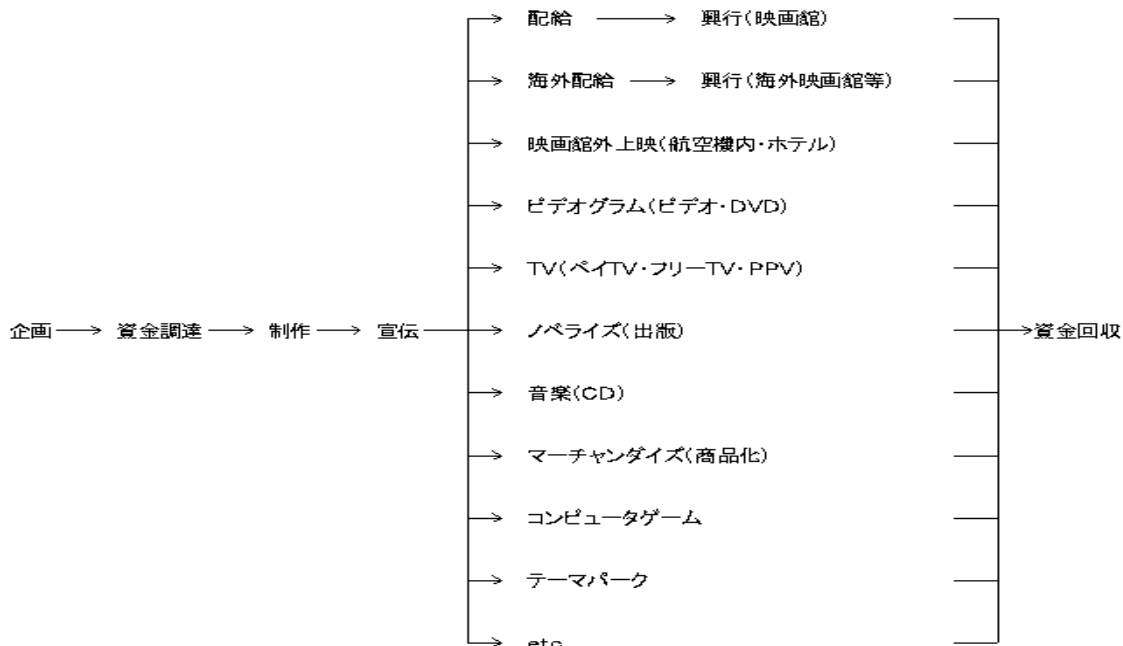 配給 → 興行(映画館)
海外配給 → 興行(海外映画館等)
映画館外上映(航空機内・ホテル)
ビデオグラム(ビデオ・DVD)
TV(ペイTV・フリーTV・PPV)
企画 → 資金調達 → 制作 → 宣伝 → ノベライズ(出版) → 資金回収
音楽(CD)
マーチャンダイズ(商品化)
コンピュータゲーム
テーマパーク
etc